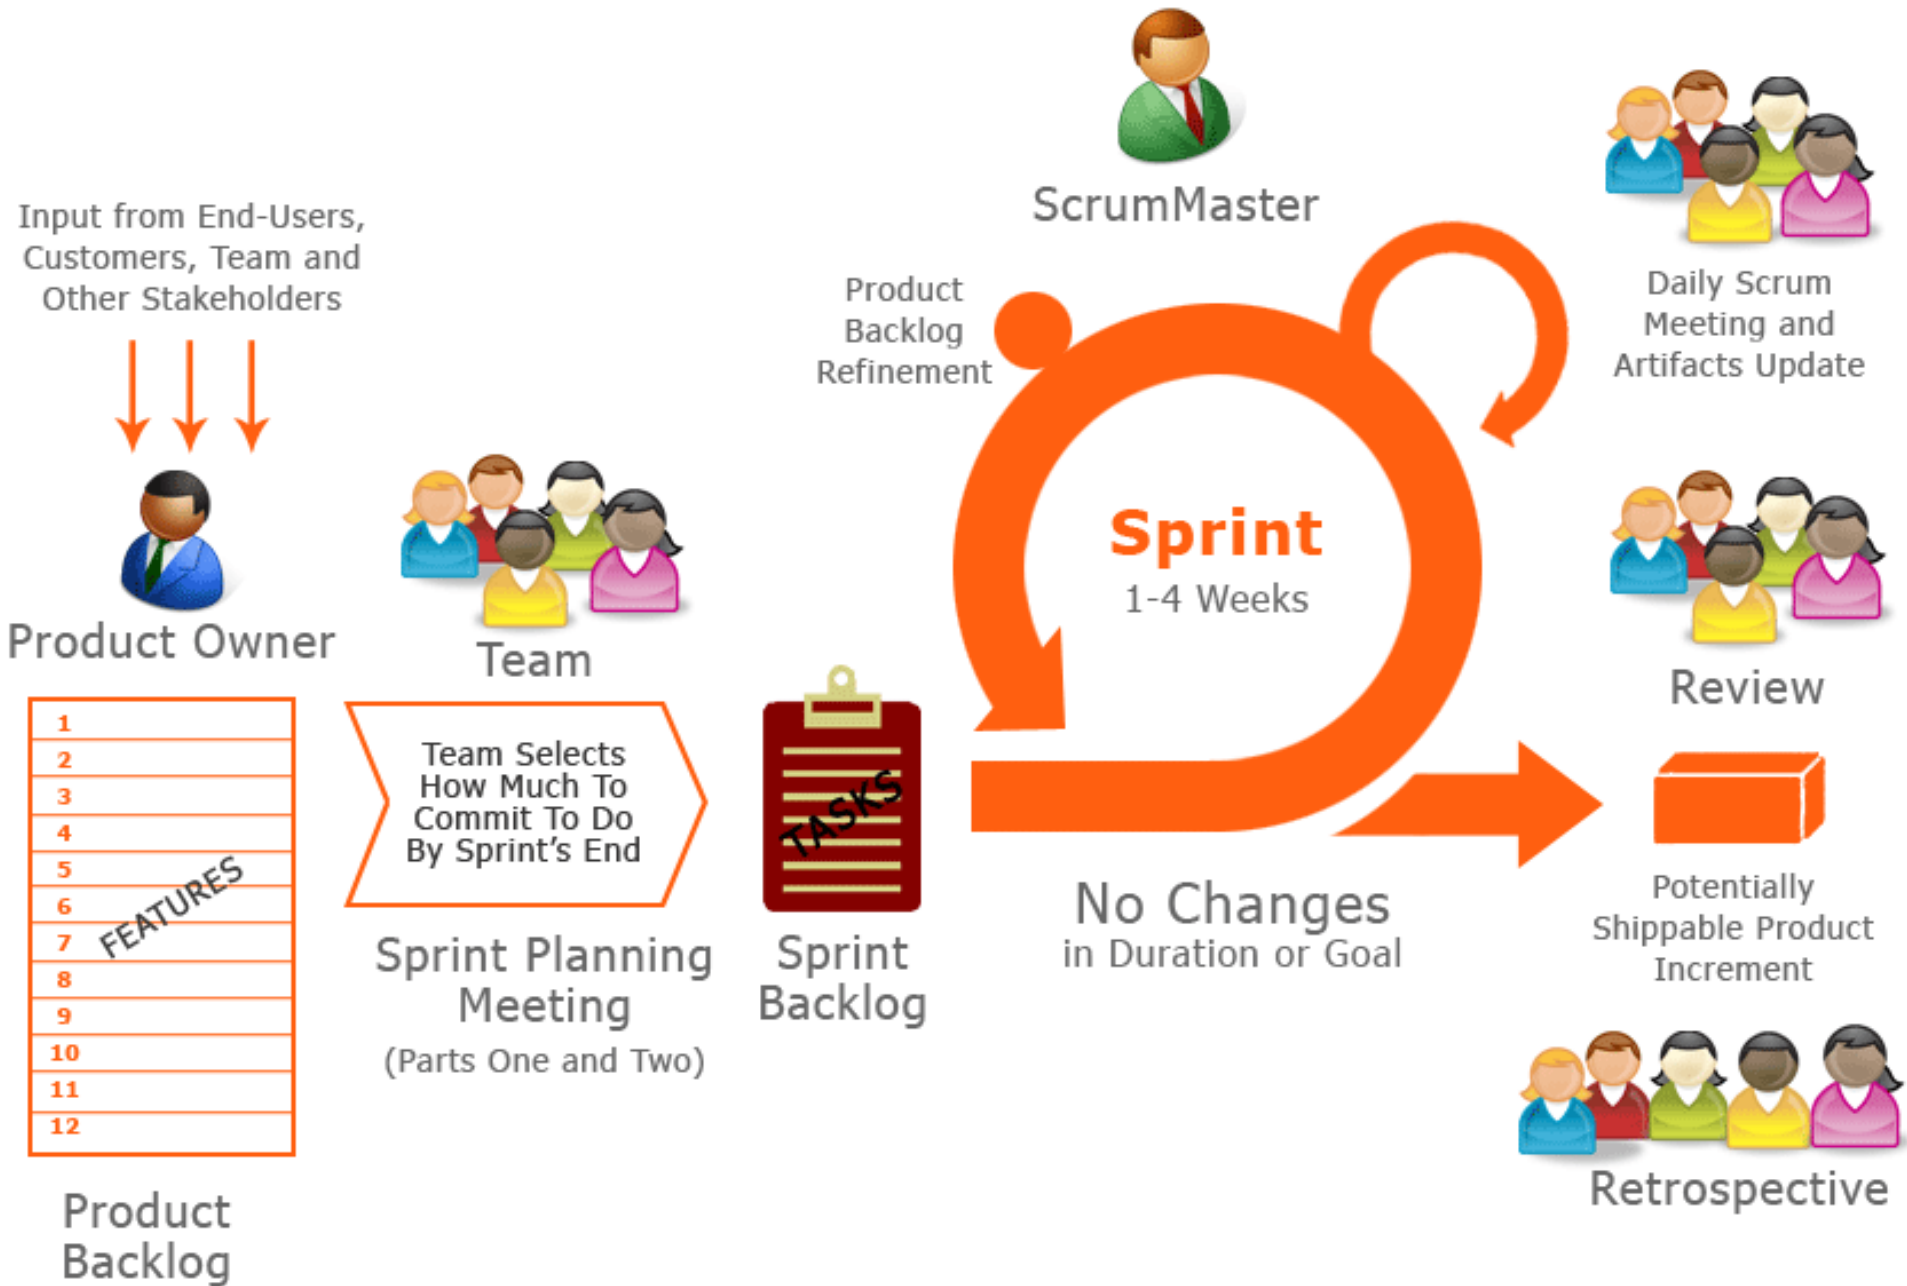 Input from End-Users,
Customers, Team and
Other Stakeholders
Product Owner
1
2
3
4
5
6
7
8
9
10
11
12
FEATURES
Product
Backlog
Team
Team Selects
How Much To
Commit To Do
By Sprint's End
Sprint Planning
Meeting
(Parts One and Two)
TASKS
Sprint
Backlog
ScrumMaster
Product
Backlog
Refinement
Sprint
1-4 Weeks
No Changes
in Duration or Goal
Daily Scrum
Meeting and
Artifacts Update
Review
Potentially
Shippable Product
Increment
Retrospective